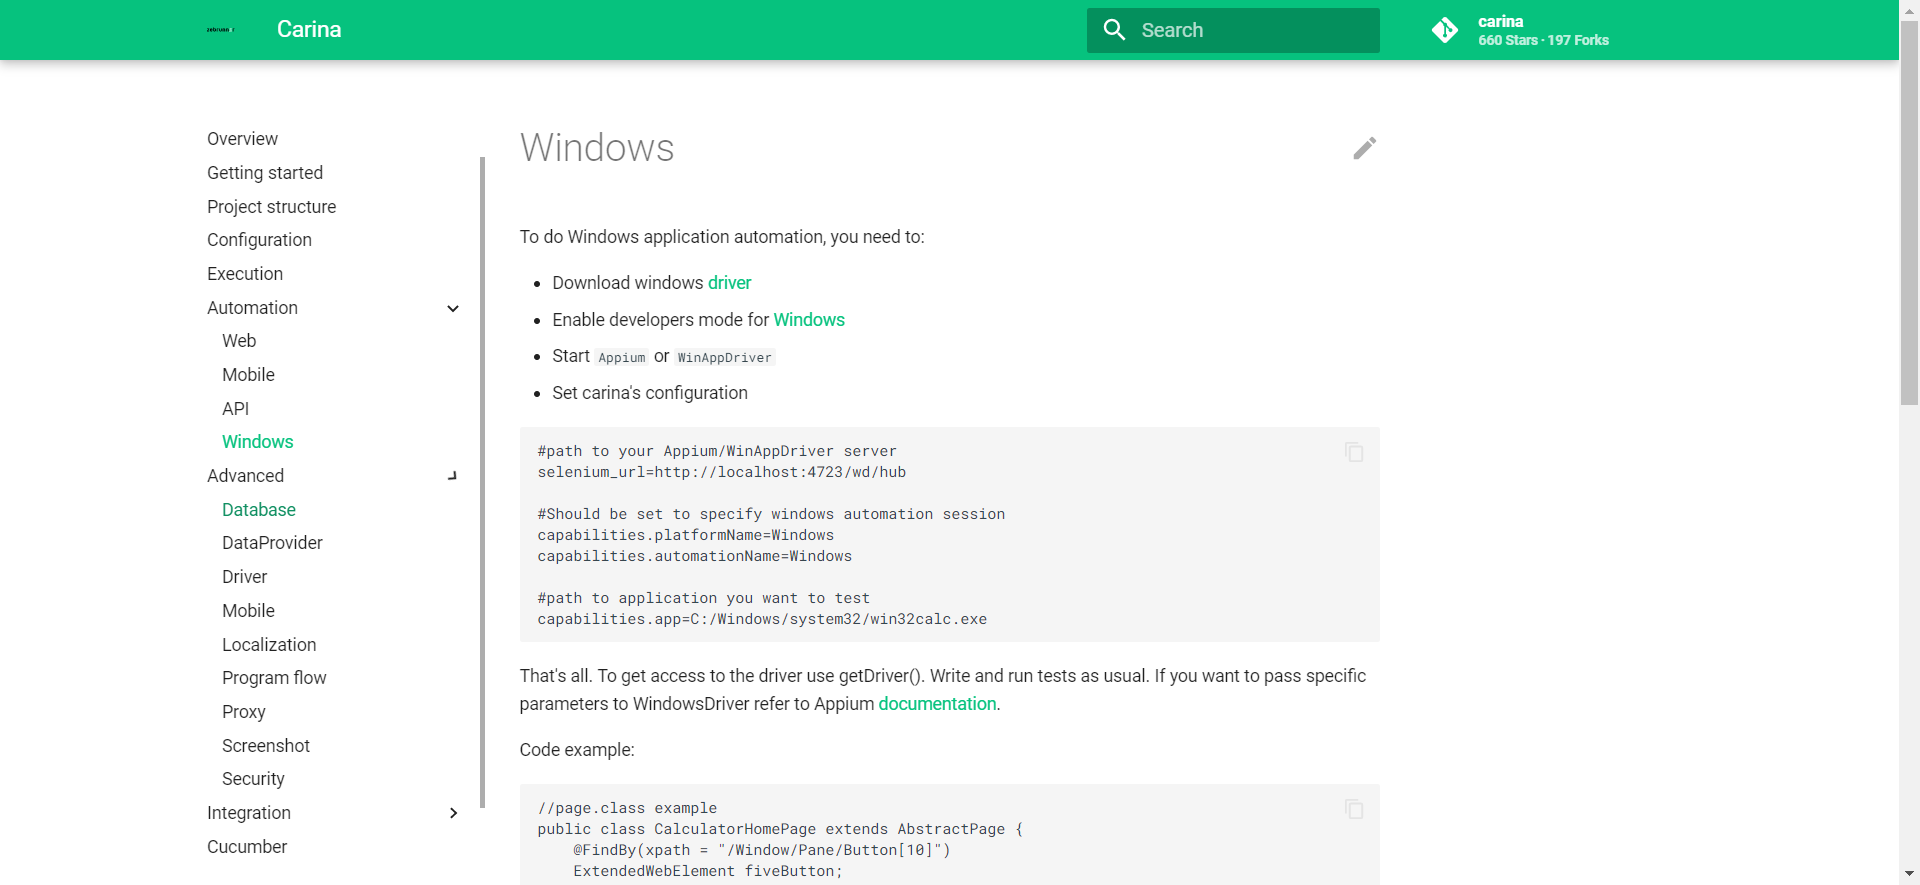 zebrunner
Carina
Search
carina
660 Stars · 197 Forks
Overview
Getting started
Project structure
Configuration
Execution
Automation
Web
Mobile
API
Windows
Advanced
Database
DataProvider
Driver
Mobile
Localization
Program flow
Proxy
Screenshot
Security
Integration
Cucumber
Windows
To do Windows application automation, you need to:
• Download windows driver
• Enable developers mode for Windows
• Start Appium or WinAppDriver
• Set carina's configuration
#path to your Appium/WinAppDriver server
selenium_url=http://localhost:4723/wd/hub
#Should be set to specify windows automation session
capabilities.platformName=Windows
capabilities.automationName=Windows
#path to application you want to test
capabilities.app=C:/Windows/system32/win32calc.exe
That's all. To get access to the driver use getDriver(). Write and run tests as usual. If you want to pass specific
parameters to WindowsDriver refer to Appium documentation.
Code example:
//page.class example
public class CalculatorHomePage extends AbstractPage {
    @FindBy(xpath = "/Window/Pane/Button[10]")
    ExtendedWebElement fiveButton;